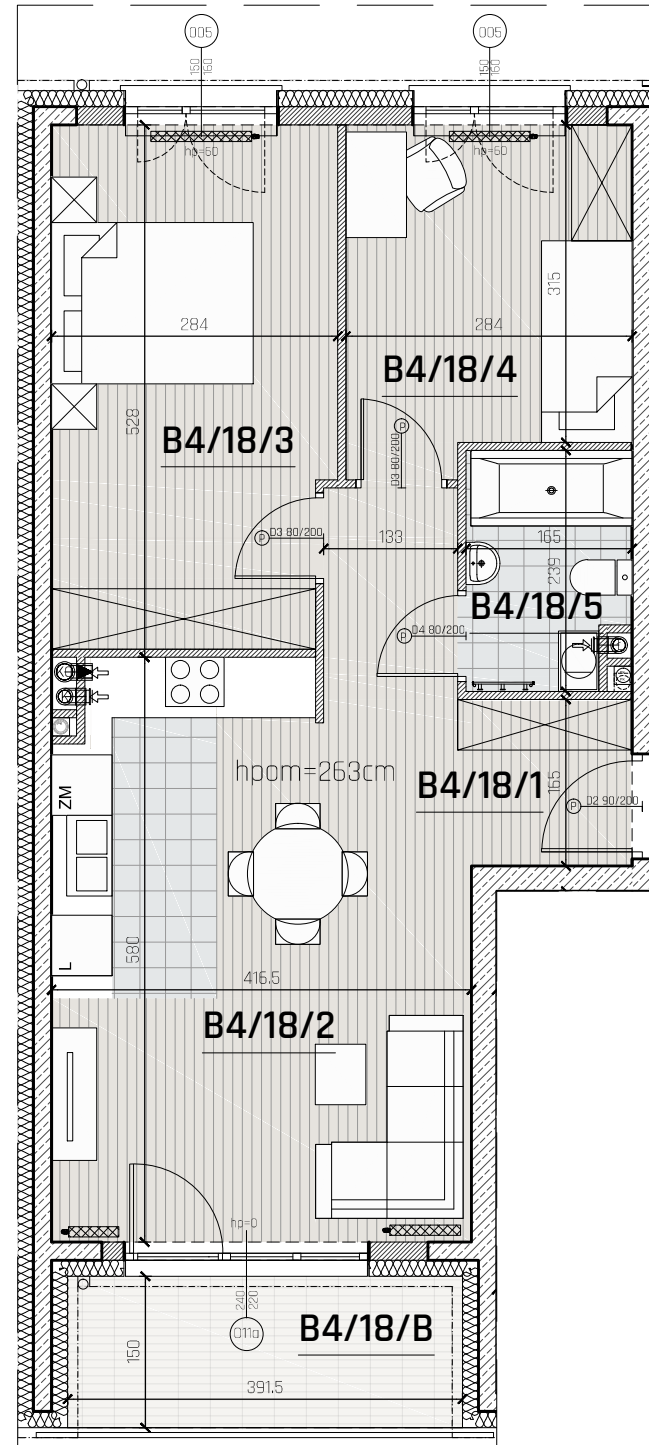 005
005
150
160
150
160
hp=60
hp=60
284
284
315
B4/18/4
528
B4/18/3
D3 80/200
P
P
D3 80/200
133
165
239
B4/18/5
P
D4 80/200
hpom=263cm
ZM
B4/18/1
165
P
D2 90/200
580
L
416,5
B4/18/2
hp=0
240
220
011a
B4/18/B
150
391,5